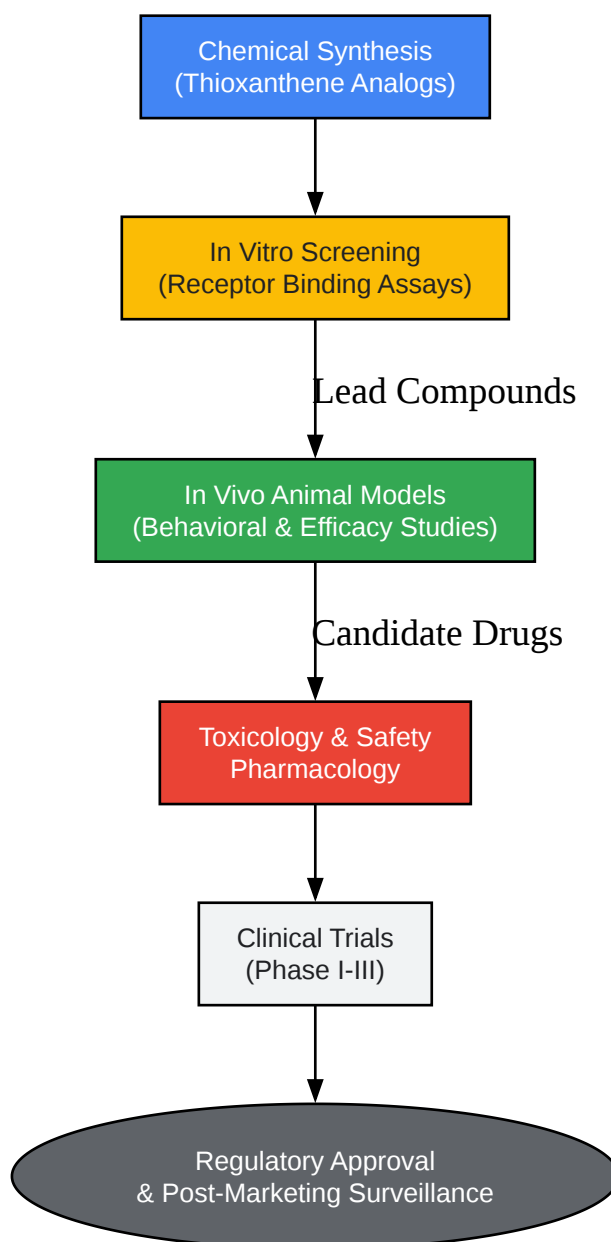 Chemical Synthesis
(Thioxanthene Analogs)
In Vitro Screening
(Receptor Binding Assays)
Lead Compounds
In Vivo Animal Models
(Behavioral & Efficacy Studies)
Candidate Drugs
Toxicology & Safety
Pharmacology
Clinical Trials
(Phase I-III)
Regulatory Approval
& Post-Marketing Surveillance